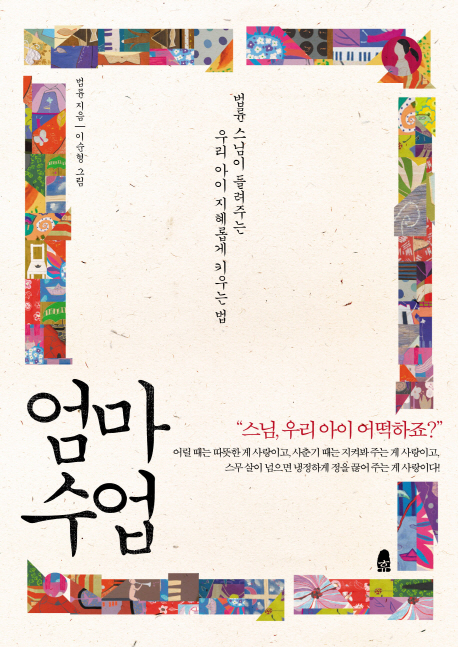 법륜 스님이 들려주는
우리 아이 지혜롭게 키우는 법
법륜 지음 | 이순형 그림
엄마
수업
“스님, 우리 아이 어떡하죠?”
어릴 때는 따뜻한 게 사랑이고, 사춘기 때는 지켜봐 주는 게 사랑이고,
스무 살이 넘으면 냉정하게 정을 끊어 주는 게 사랑이다!
휴